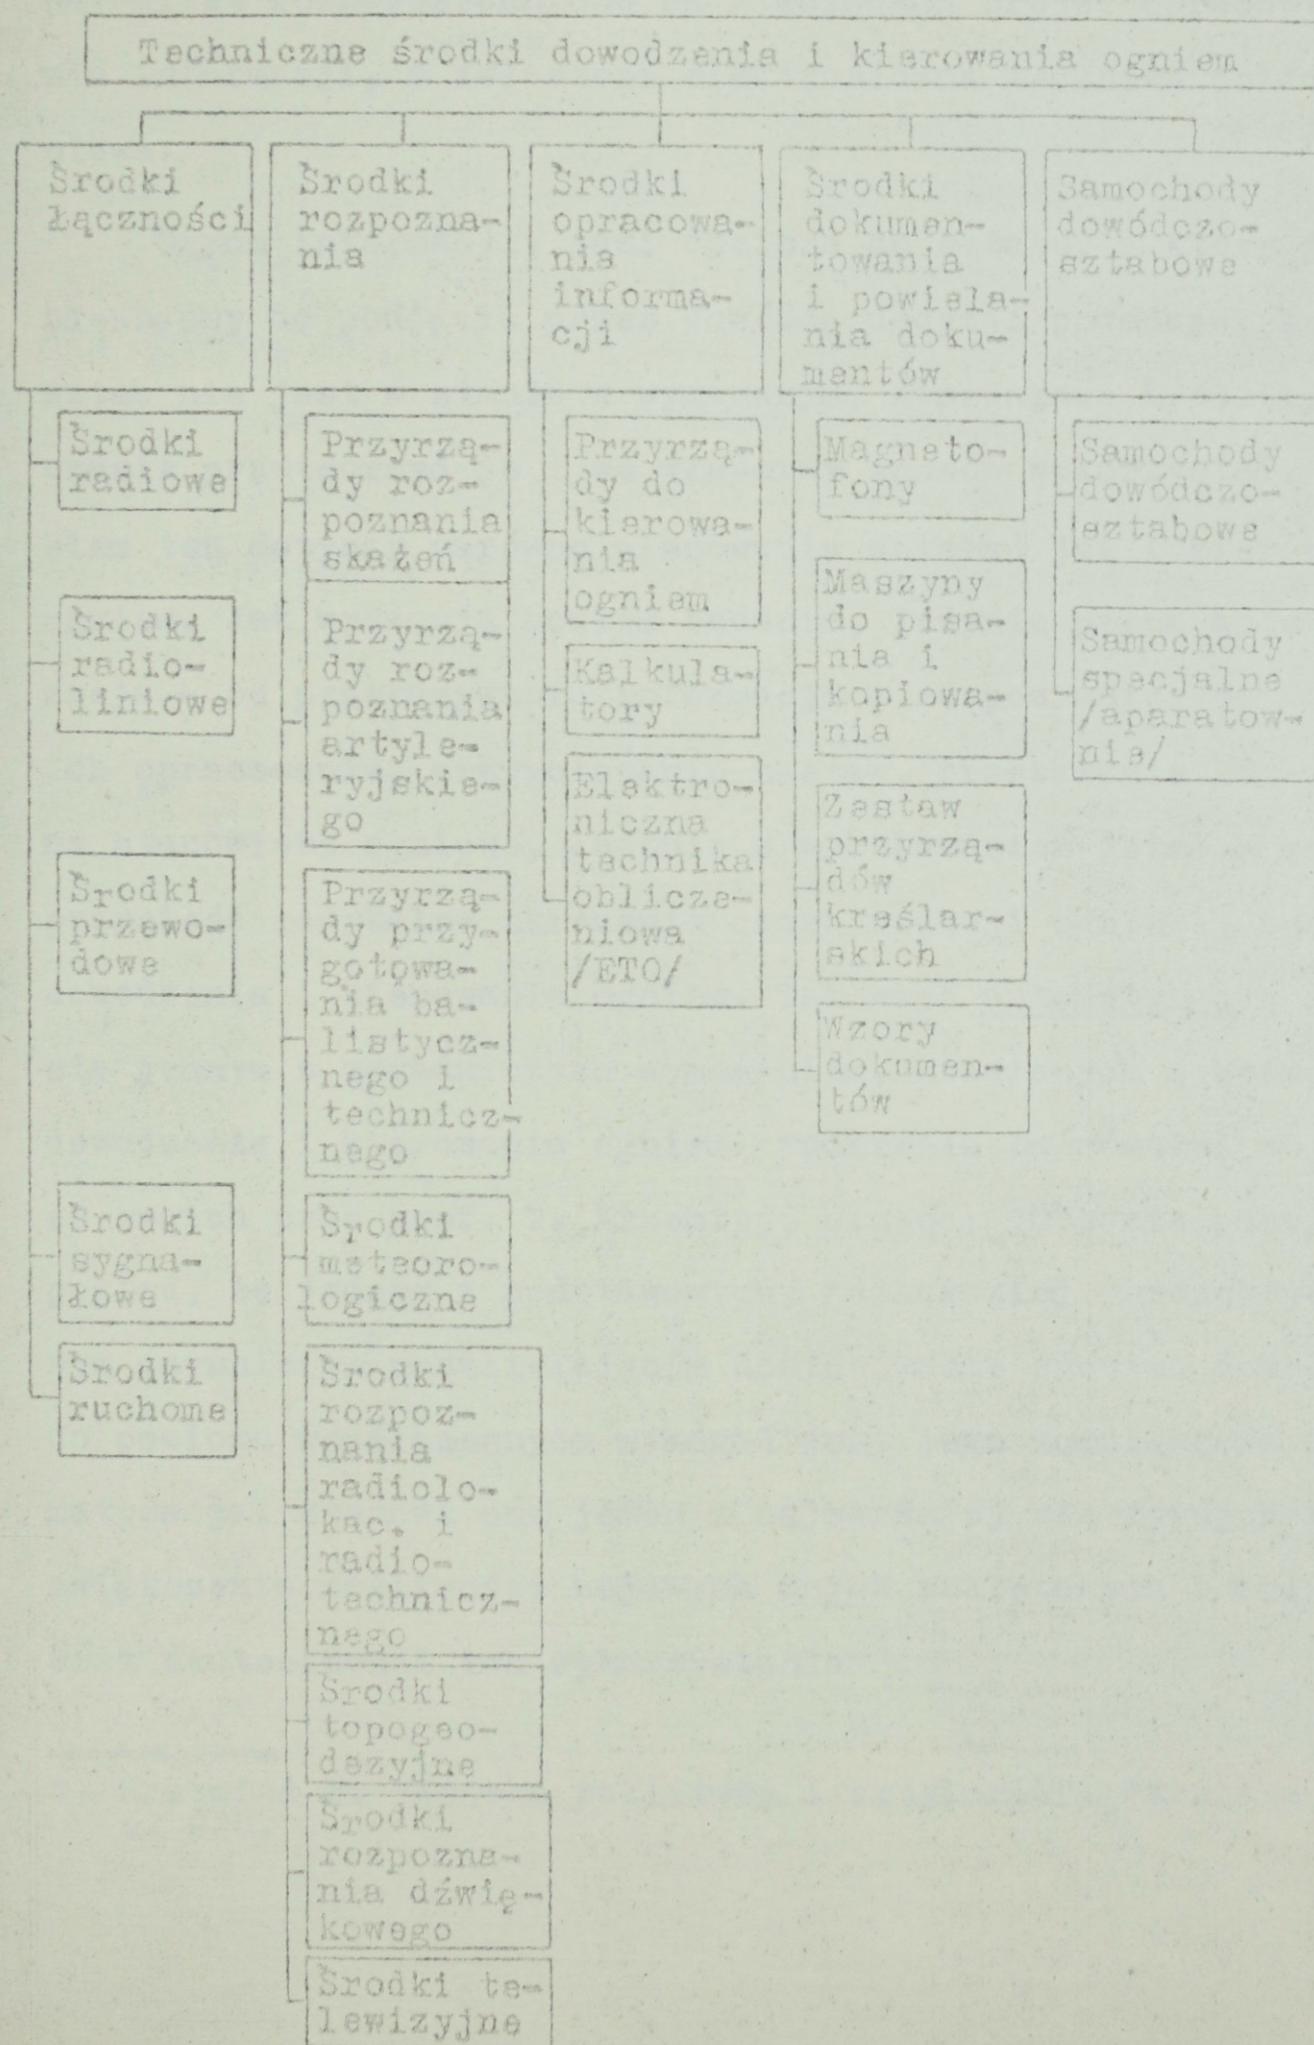 Techniczne środki dowodzenia i kierowania ogniem
Środki
łączności
Środki
rozpozna-
nia
Środki
opracowa-
nia
informa-
cji
Środki
dokumen-
towania
i powiela-
nia doku-
mentów
Samochody
dowódczo-
sztabowe
Środki
radiowe
Środki
radio-
liniowe
Środki
przewo-
dowe
Środki
sygna-
łowe
Środki
ruchome
Przyrzą-
dy roz-
poznania
skażeń
Przyrzą-
dy roz-
poznania
artyle-
ryjskie-
go
Przyrzą-
dy przy-
gotowa-
nia ba-
listycz-
nego i
technicz-
nego
Środki
meteoro-
logiczne
Środki
rozpoz-
nania
radiolo-
kac. i
radio-
technicz-
nego
Środki
topogeo-
dezyjne
Środki
rozpozna-
nia dźwię-
kowego
Środki te-
lewizyjne
Przyrzą-
dy do
kierowa-
nia
ogniem
Kalkula-
tory
Elektro-
niczna
technika
oblicze-
niowa
/ETO/
Magneto-
fony
Maszyny
do pisa-
nia i
kopiowa-
nia
Zestaw
przyrzą-
dów
kreślar-
skich
Wzory
dokumen-
tów
Samochody
dowódczo-
sztabowe
Samochody
specjalne
/aparatow-
nie/